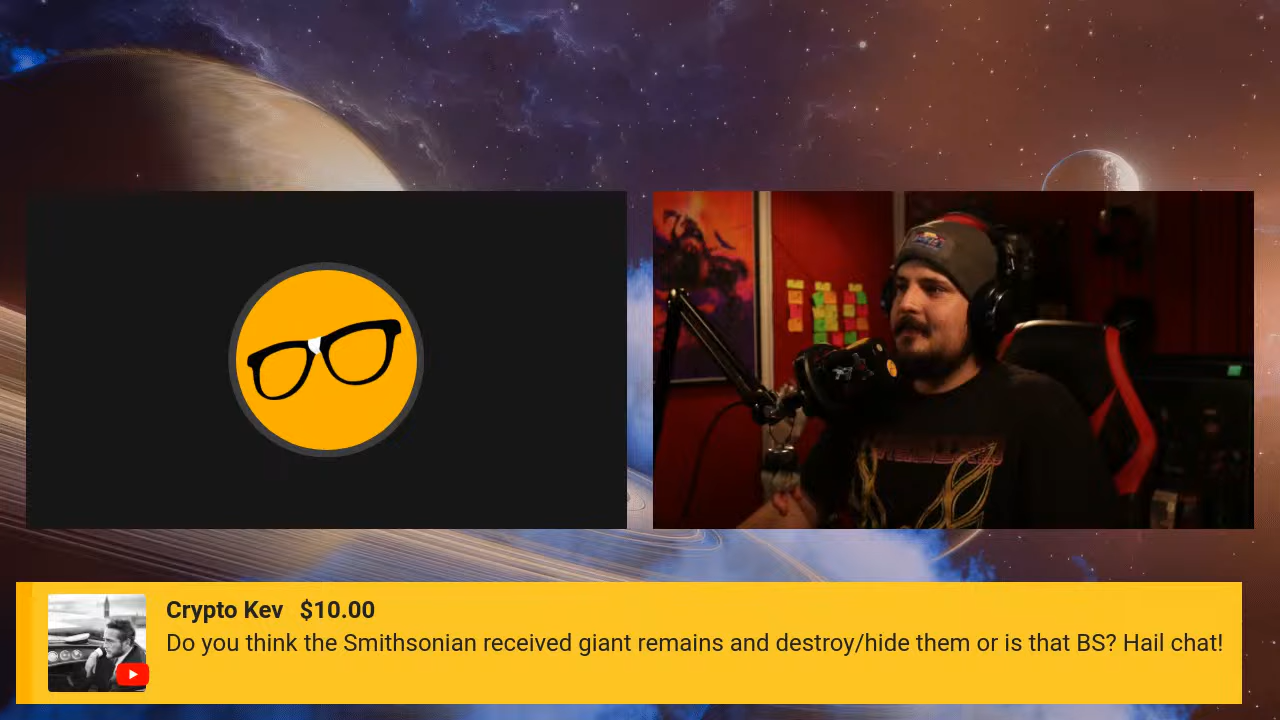 Crypto Kev $10.00
Do you think the Smithsonian received giant remains and destroy/hide them or is that BS? Hail chat!